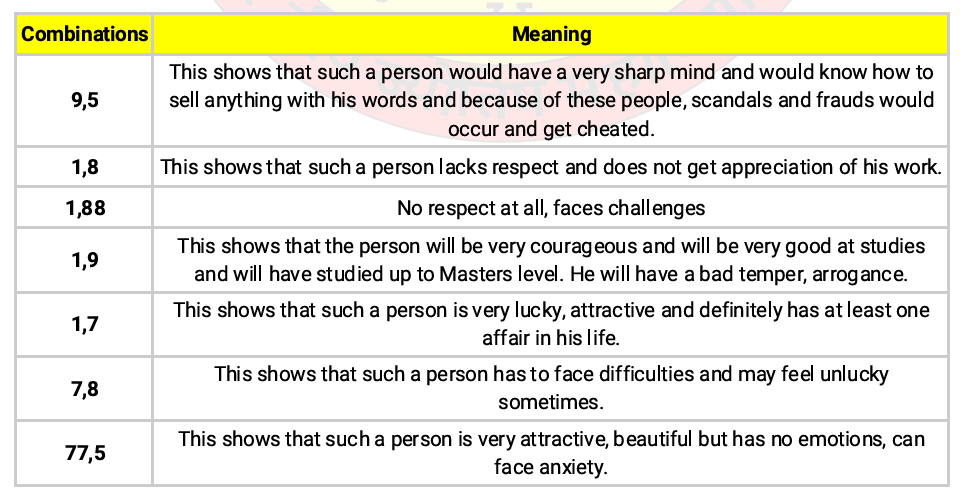 Combinations Meaning
This shows that such a person would have a very sharp mind and would know how to
9,5 sell anything with his words and because of these people, scandals and frauds would
occur and get cheated.
1,8 This shows that such a person lacks respect and does not get appreciation of his work.
1,88 No respect at all, faces challenges
This shows that the person will be very courageous and will be very good at studies
1,9
and will have studied up to Masters level. He will have a bad temper, arrogance.
This shows that such a person is very lucky, attractive and definitely has at least one
1,7
affair in his life.
This shows that such a person has to face difficulties and may feel unlucky
7,8
sometimes.
This shows that such a person is very attractive, beautiful but has no emotions, can
77,5
face anxiety.